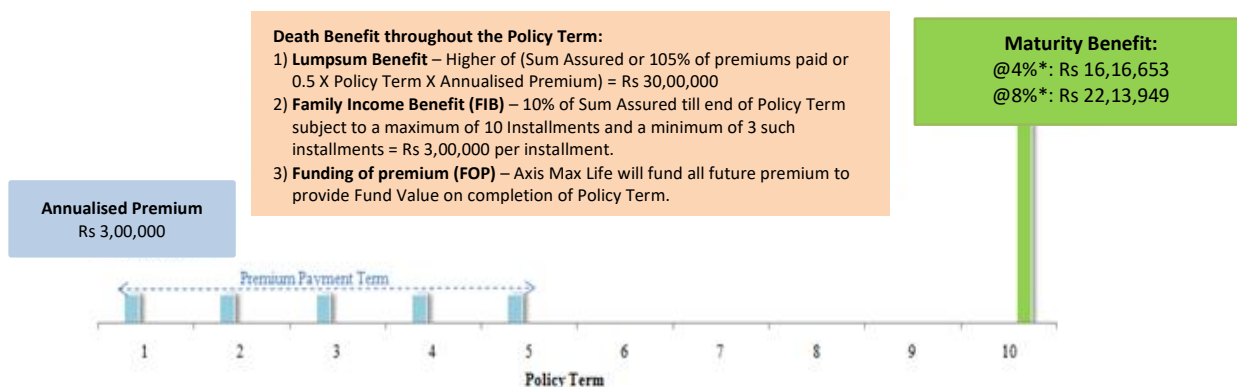 Death Benefit throughout the Policy Term:
1) Lumpsum Benefit – Higher of (Sum Assured or 105% of premiums paid or
0.5 X Policy Term X Annualised Premium) = Rs 30,00,000
2) Family Income Benefit (FIB) – 10% of Sum Assured till end of Policy Term
subject to a maximum of 10 Installments and a minimum of 3 such
installments = Rs 3,00,000 per installment.
3) Funding of premium (FOP) – Axis Max Life will fund all future premium to
provide Fund Value on completion of Policy Term.
Maturity Benefit:
@4%*: Rs 16,16,653
@8%*: Rs 22,13,949
Annualised Premium
Rs 3,00,000
Premium Payment Term
1 2 3 4 5 6 7 8 9 10
Policy Term